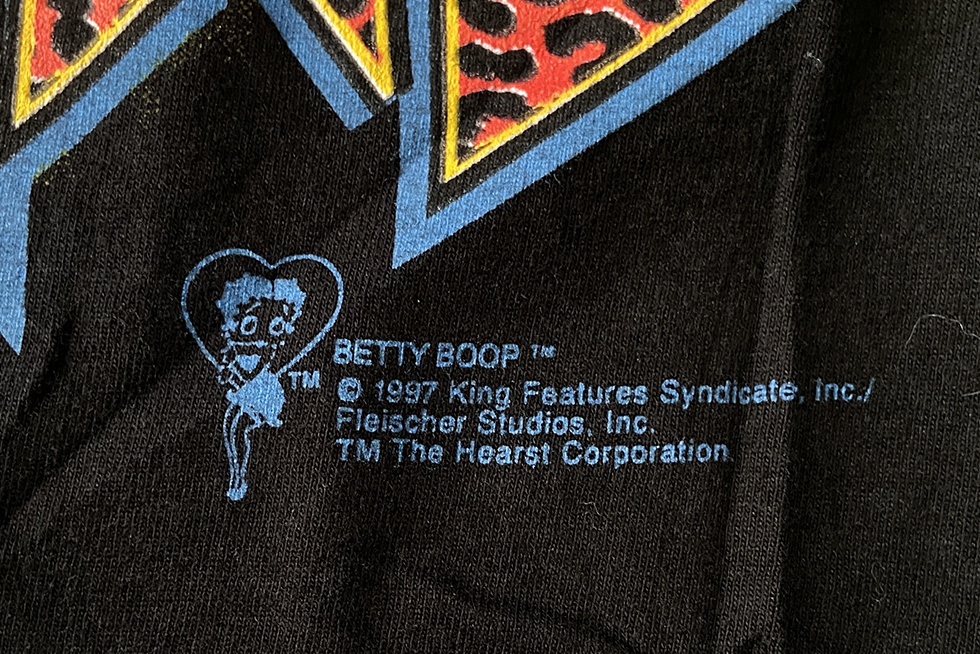 BETTY BOOP ™
TM
© 1997 King Features Syndicate, Inc./
Fleischer Studios, Inc.
TM The Hearst Corporation